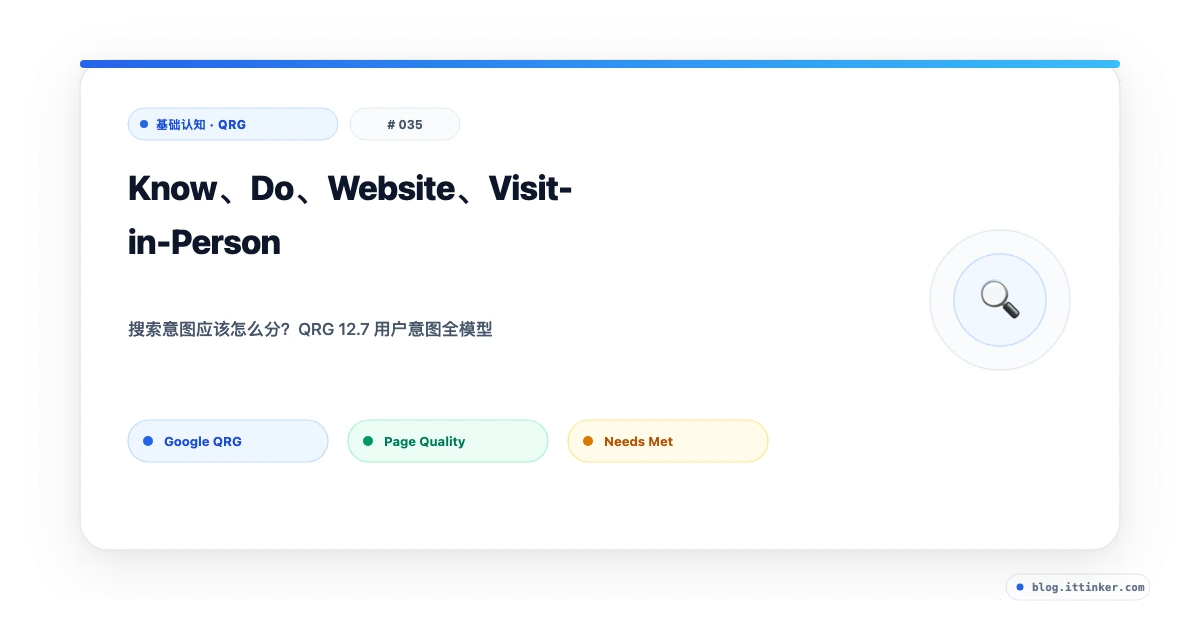 基础认知 · QRG
# 035
Know、Do、Website、Visit-
in-Person
搜索意图应该怎么分？QRG 12.7 用户意图全模型
Google QRG
Page Quality
Needs Met
blog.ittinker.com